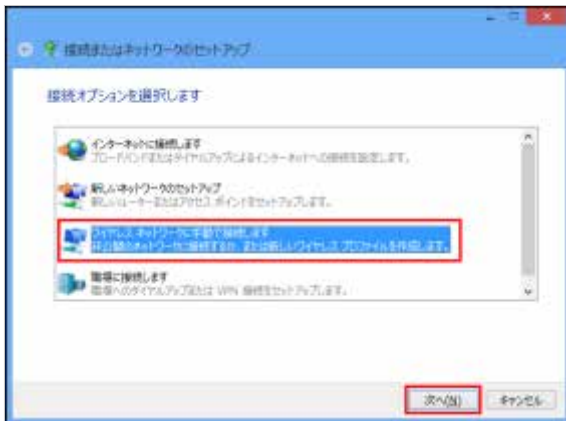 接続またはネットワークのセットアップ
接続オプションを選択します
インターネットに接続します
ブロードバンドまたはダイヤルアップによるインターネットへの接続を設定します。
新しいネットワークのセットアップ
新しいルーターまたはアクセス ポイントをセットアップします。
ワイヤレス ネットワークに手動で接続します
非公開のネットワークに接続するか、または新しいワイヤレス プロファイルを作成します。
職場に接続します
職場へのダイヤルアップまたは VPN 接続をセットアップします。
次へ(N)
キャンセル